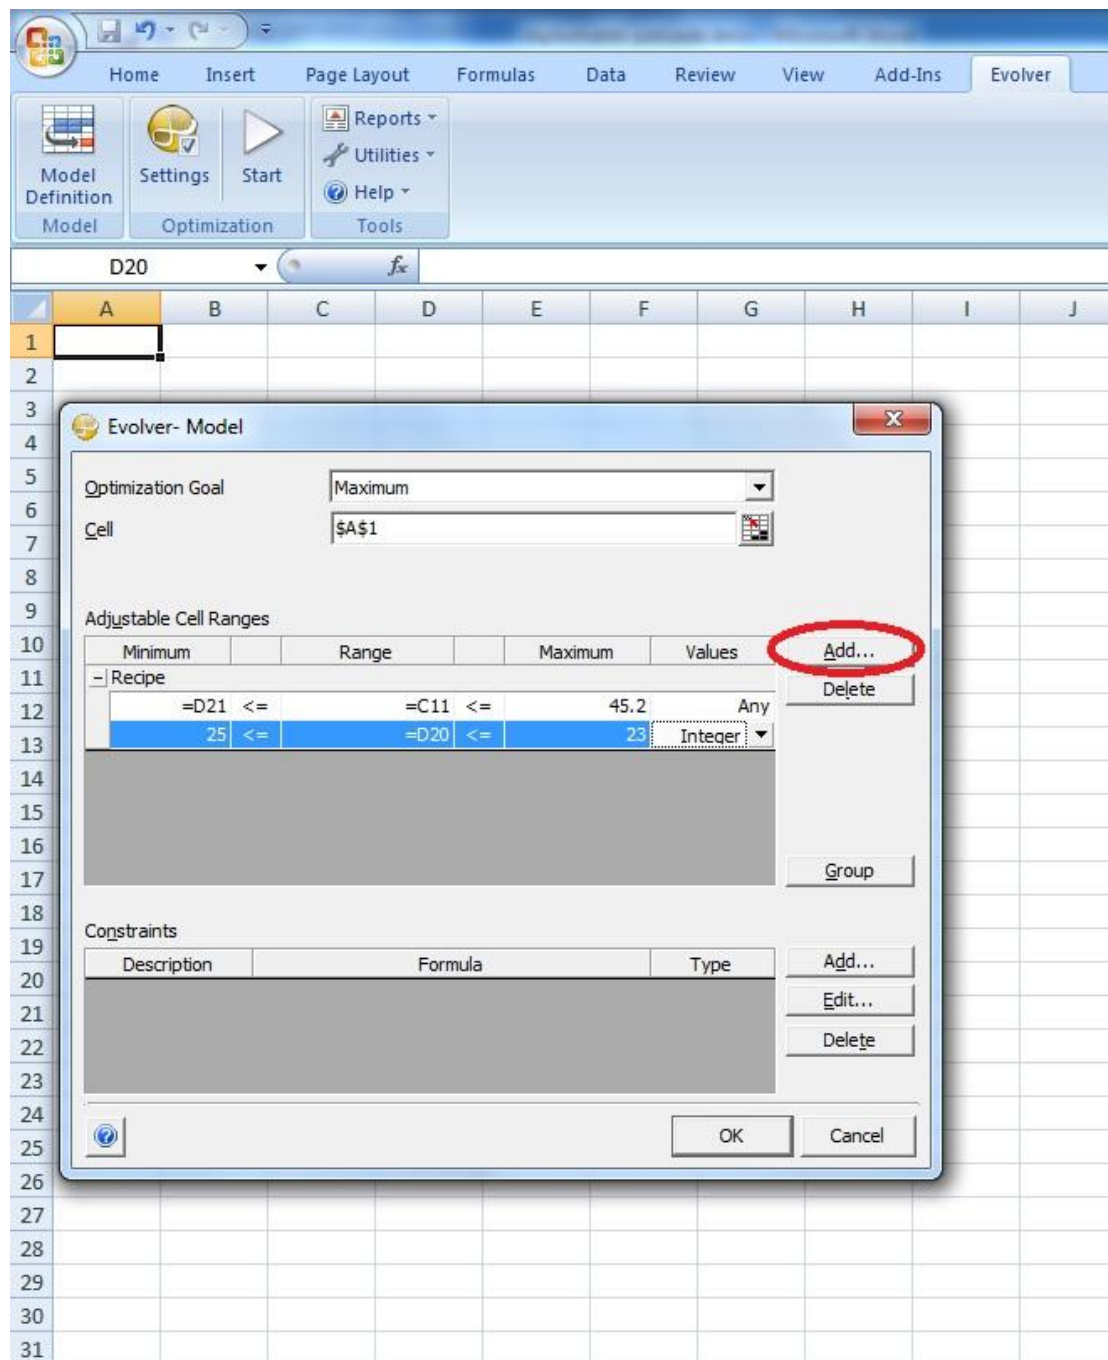 Home Insert Page Layout Formulas Data Review View Add-Ins Evolver
Model Definition
Settings
Start
Reports
Utilities
Help
Model Optimization Tools
D20 fx
A B C D E F G H I J
1
2
3
4
5
6
7
8
9
10
11
12
13
14
15
16
17
18
19
20
21
22
23
24
25
26
27
28
29
30
31
Evolver- Model
Optimization Goal Maximum
Cell $A$1
Adjustable Cell Ranges
Minimum Range Maximum Values Add...
Recipe
Delete
=D21 <= =C11 <= 45.2 Any
25 <= =D20 <= 23 Integer
Group
Constraints
Description Formula Type Add...
Edit...
Delete
OK Cancel